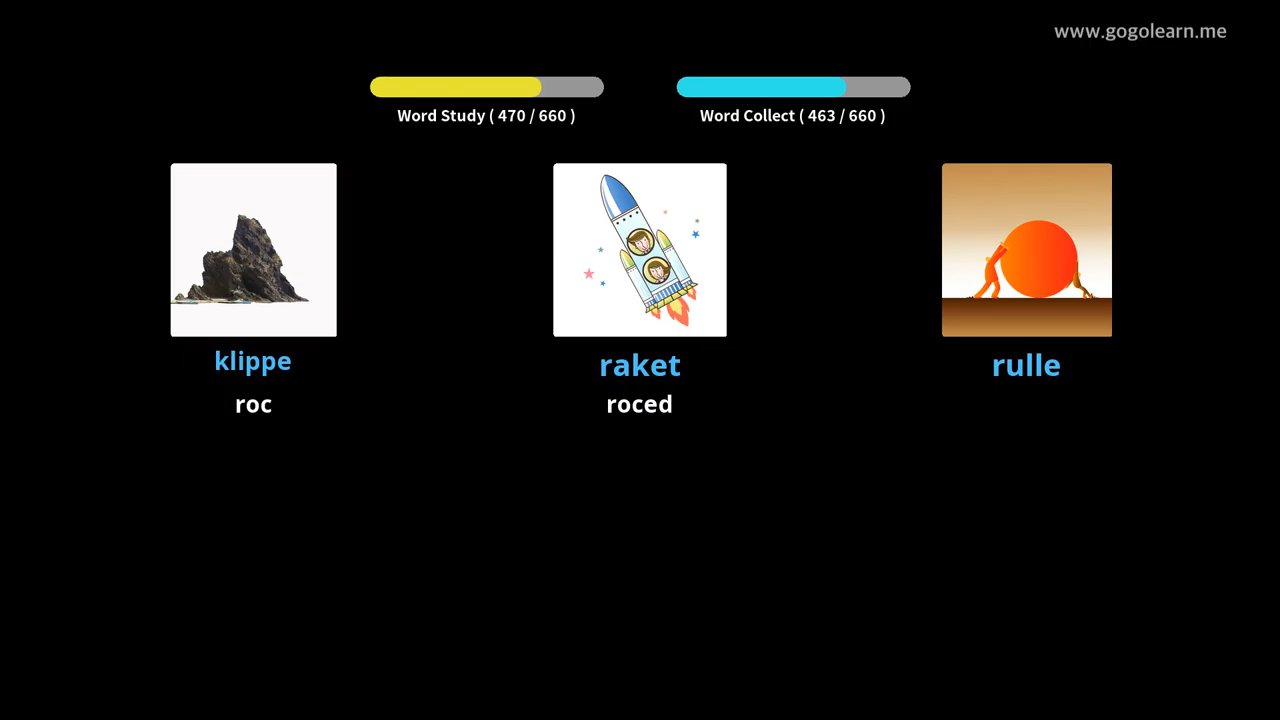 www.gogolearn.me
Word Study ( 470 / 660 )
Word Collect ( 463 / 660 )
klippe
raket
rulle
roc
roced